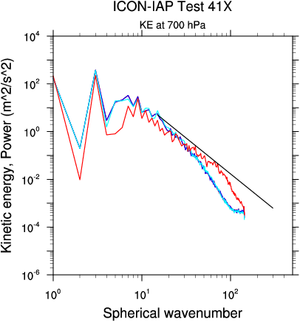 ICON-IAP Test 41X
KE at 700 hPa
Kinetic energy, Power (m^2/s^2)
10^4
10^2
10^0
10^-2
10^-4
10^-6
10^0 10^1 10^2
Spherical wavenumber